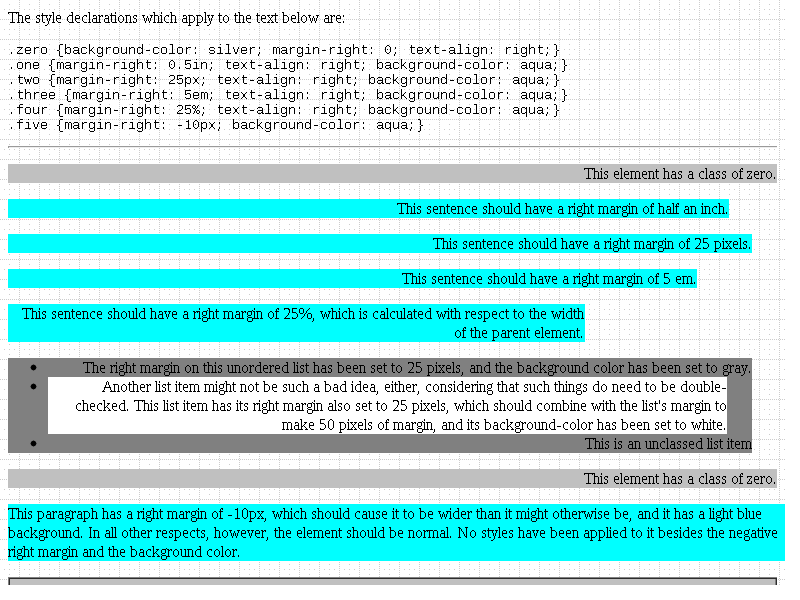 The style declarations which apply to the text below are:
.zero {background-color: silver; margin-right: 0; text-align: right;}
.one {margin-right: 0.5in; text-align: right; background-color: aqua;}
.two {margin-right: 25px; text-align: right; background-color: aqua;}
.three {margin-right: 5em; text-align: right; background-color: aqua;}
.four {margin-right: 25%; text-align: right; background-color: aqua;}
.five {margin-right: -10px; background-color: aqua;}
This element has a class of zero.
This sentence should have a right margin of half an inch.
This sentence should have a right margin of 25 pixels.
This sentence should have a right margin of 5 em.
This sentence should have a right margin of 25%, which is calculated with respect to the width
of the parent element.
The right margin on this unordered list has been set to 25 pixels, and the background color has been set to gray.
Another list item might not be such a bad idea, either, considering that such things do need to be double-
checked. This list item has its right margin also set to 25 pixels, which should combine with the list's margin to
make 50 pixels of margin, and its background-color has been set to white.
This is an unclassed list item
This element has a class of zero.
This paragraph has a right margin of -10px, which should cause it to be wider than it might otherwise be, and it has a light blue
background. In all other respects, however, the element should be normal. No styles have been applied to it besides the negative
right margin and the background color.